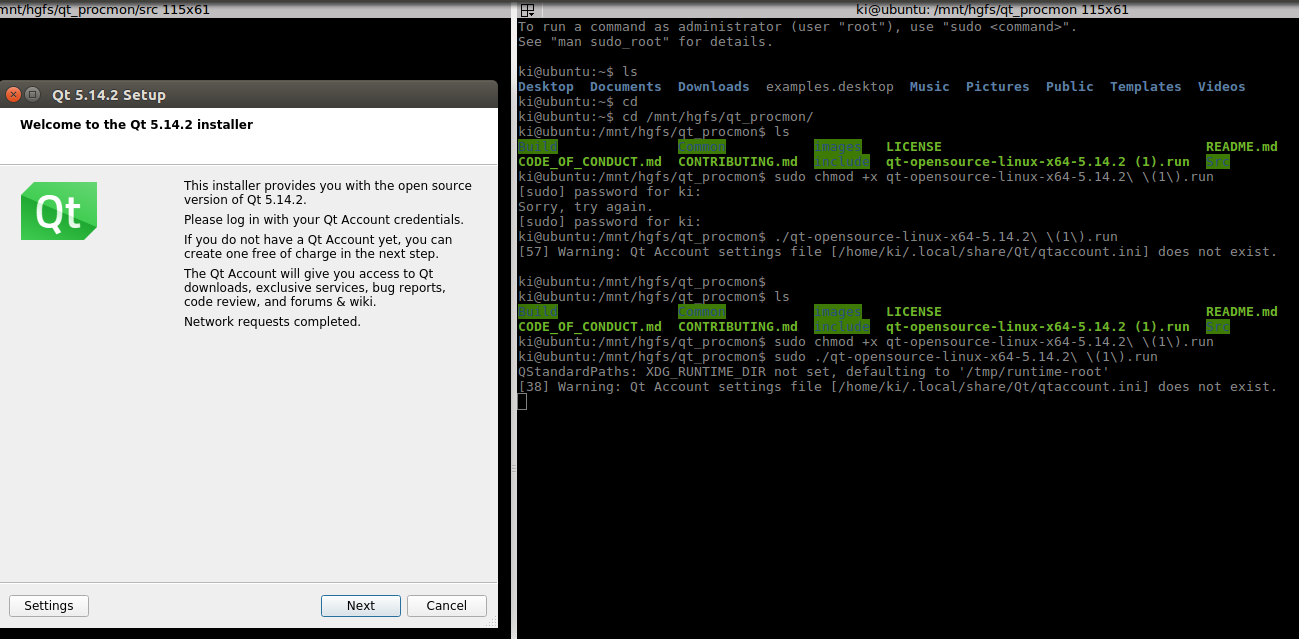 mnt/hgfs/qt_procmon/src 115x61
Qt 5.14.2 Setup
Welcome to the Qt 5.14.2 installer
Qt
This installer provides you with the open source
version of Qt 5.14.2.
Please log in with your Qt Account credentials.
If you do not have a Qt Account yet, you can
create one free of charge in the next step.
The Qt Account will give you access to Qt
downloads, exclusive services, bug reports,
code review, and forums & wiki.
Network requests completed.
Settings Next Cancel
ki@ubuntu: /mnt/hgfs/qt_procmon 115x61
To run a command as administrator (user "root"), use "sudo <command>".
See "man sudo_root" for details.
ki@ubuntu:~$ ls
Desktop Documents Downloads examples.desktop Music Pictures Public Templates Videos
ki@ubuntu:~$ cd
ki@ubuntu:~$ cd /mnt/hgfs/qt_procmon/
ki@ubuntu:/mnt/hgfs/qt_procmon$ ls
Build Common images LICENSE README.md
CODE_OF_CONDUCT.md CONTRIBUTING.md include qt-opensource-linux-x64-5.14.2 (1).run Src
ki@ubuntu:/mnt/hgfs/qt_procmon$ sudo chmod +x qt-opensource-linux-x64-5.14.2\ \(1\).run
[sudo] password for ki:
Sorry, try again.
[sudo] password for ki:
ki@ubuntu:/mnt/hgfs/qt_procmon$ ./qt-opensource-linux-x64-5.14.2\ \(1\).run
[57] Warning: Qt Account settings file [/home/ki/.local/share/Qt/qtaccount.ini] does not exist.
ki@ubuntu:/mnt/hgfs/qt_procmon$
ki@ubuntu:/mnt/hgfs/qt_procmon$ ls
Build Common images LICENSE README.md
CODE_OF_CONDUCT.md CONTRIBUTING.md include qt-opensource-linux-x64-5.14.2 (1).run Src
ki@ubuntu:/mnt/hgfs/qt_procmon$ sudo chmod +x qt-opensource-linux-x64-5.14.2\ \(1\).run
ki@ubuntu:/mnt/hgfs/qt_procmon$ sudo ./qt-opensource-linux-x64-5.14.2\ \(1\).run
QStandardPaths: XDG_RUNTIME_DIR not set, defaulting to '/tmp/runtime-root'
[38] Warning: Qt Account settings file [/home/ki/.local/share/Qt/qtaccount.ini] does not exist.